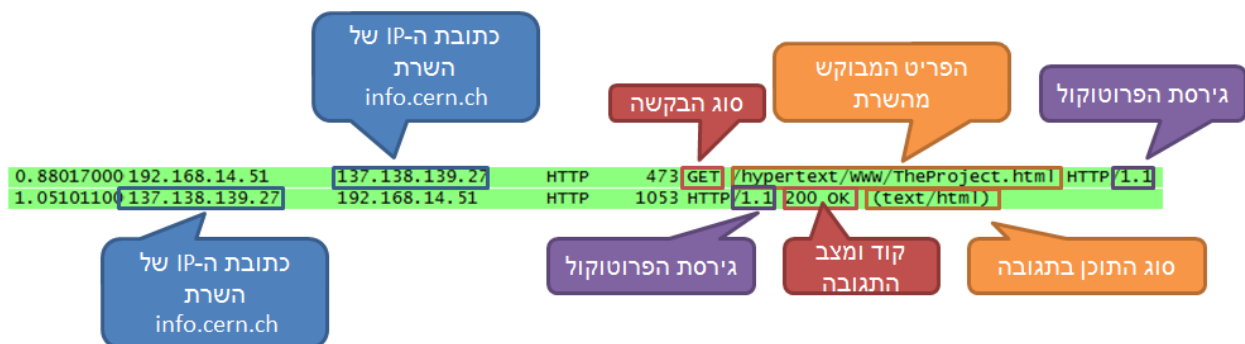 כתובת ה-IP של
השרת
info.cern.ch
סוג הבקשה
הפריט המבוקש
מהשרת
גירסת הפרוטוקול
0.88017000 192.168.14.51 137.138.139.27 HTTP 473 GET /hypertext/WWW/TheProject.html HTTP/1.1
1.05101100 137.138.139.27 192.168.14.51 HTTP 1053 HTTP/1.1 200 OK (text/html)
כתובת ה-IP של
השרת
info.cern.ch
גירסת הפרוטוקול
קוד ומצב
התגובה
סוג התוכן בתגובה